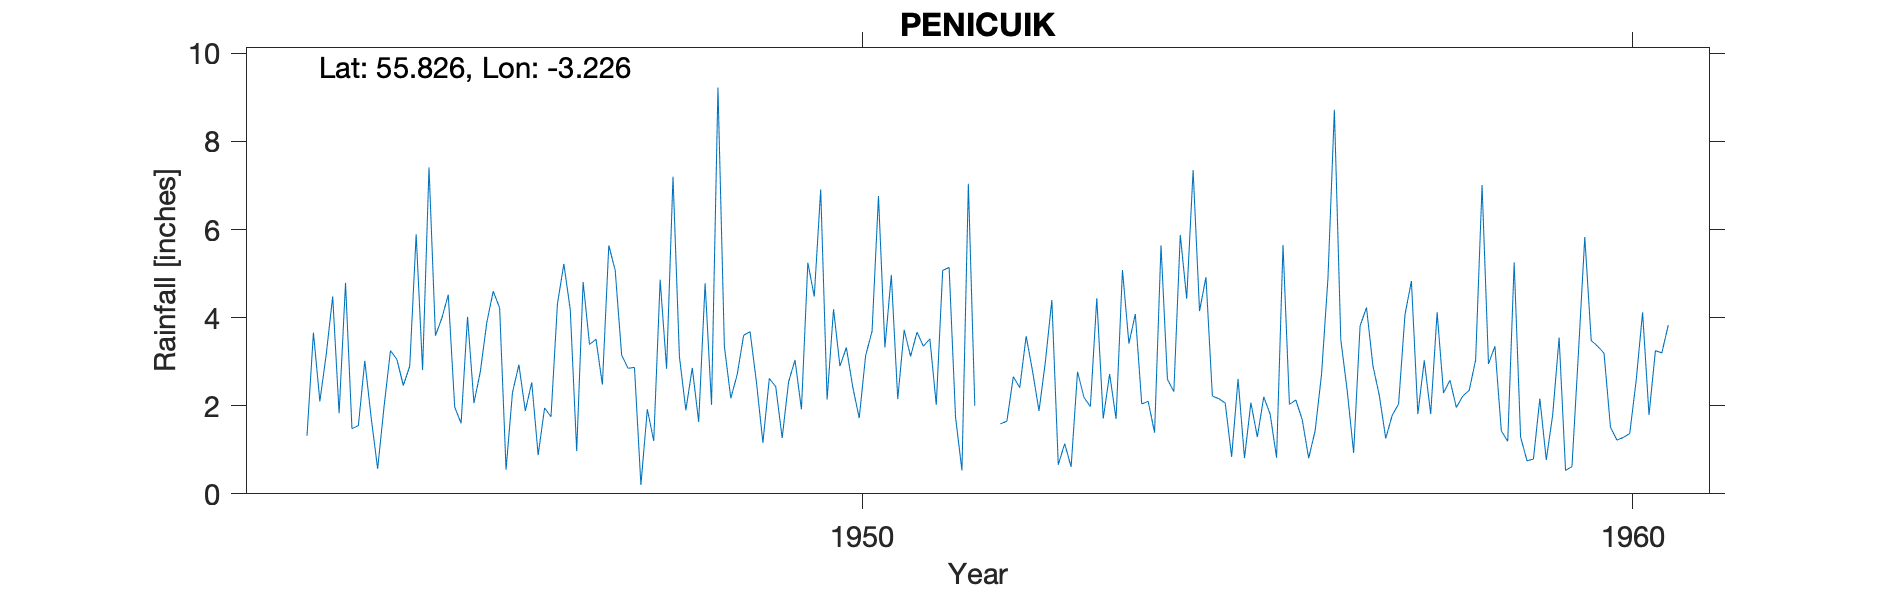 PENICUIK
Lat: 55.826, Lon: -3.226
10
8
6
4
2
0
Rainfall [inches]
1950
1960
Year